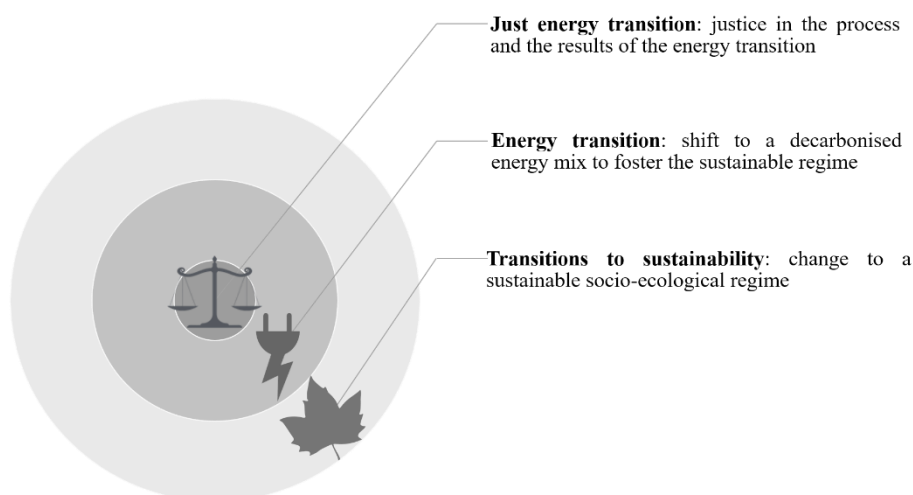 Just energy transition: justice in the process
and the results of the energy transition
Energy transition: shift to a decarbonised
energy mix to foster the sustainable regime
Transitions to sustainability: change to a
sustainable socio-ecological regime